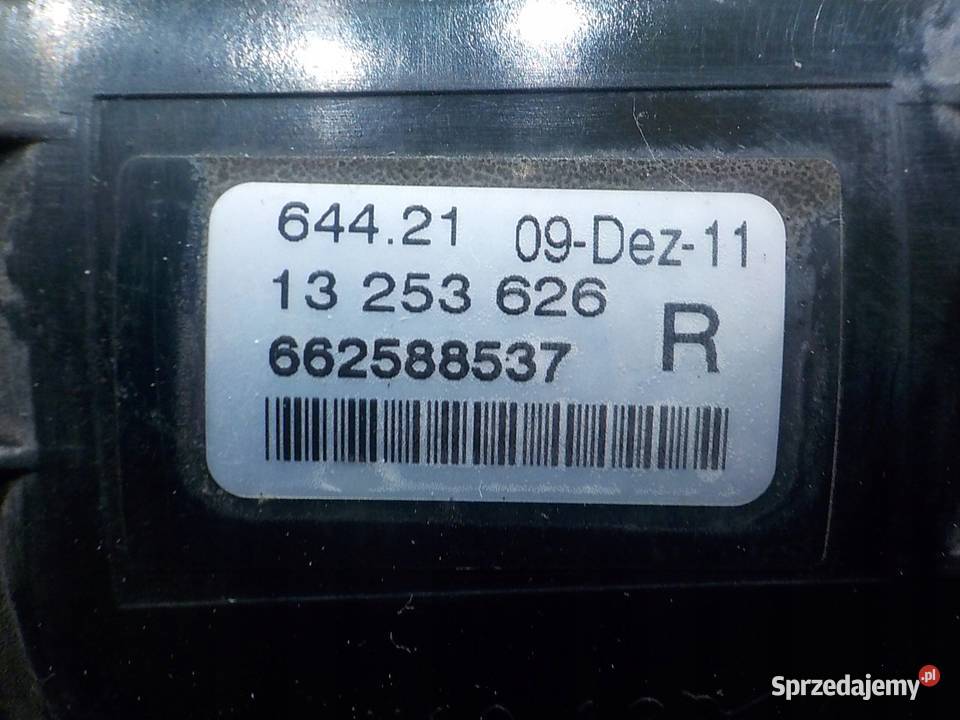 644.21 09-Dez-11
13 253 626
R
662588537
Sprzedajemy.pl